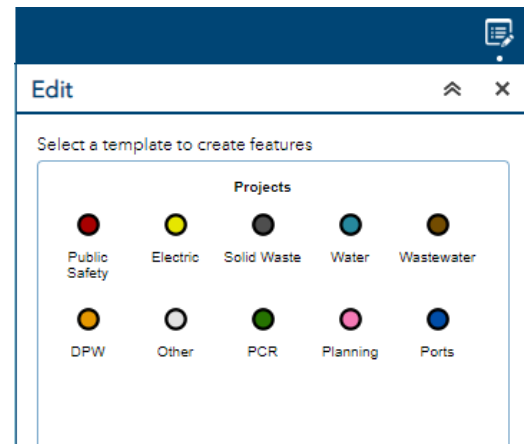 Edit
Select a template to create features
Projects
Public Safety
Electric
Solid Waste
Water
Wastewater
DPW
Other
PCR
Planning
Ports